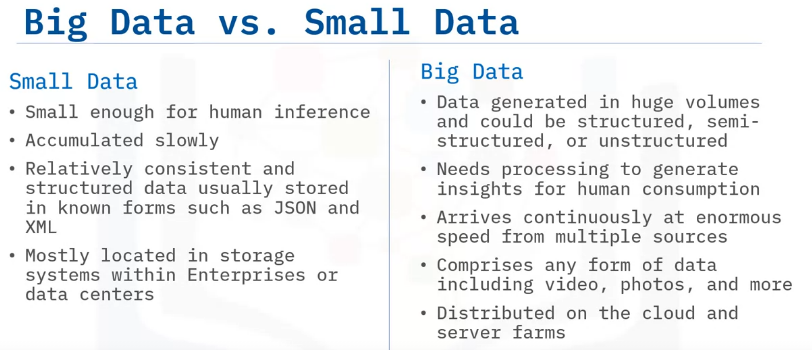 Big Data vs. Small Data
Small Data
• Small enough for human inference
• Accumulated slowly
• Relatively consistent and
structured data usually stored
in known forms such as JSON and
XML
• Mostly located in storage
systems within Enterprises or
data centers
Big Data
• Data generated in huge volumes
and could be structured, semi-
structured, or unstructured
• Needs processing to generate
insights for human consumption
• Arrives continuously at enormous
speed from multiple sources
• Comprises any form of data
including video, photos, and more
• Distributed on the cloud and
server farms